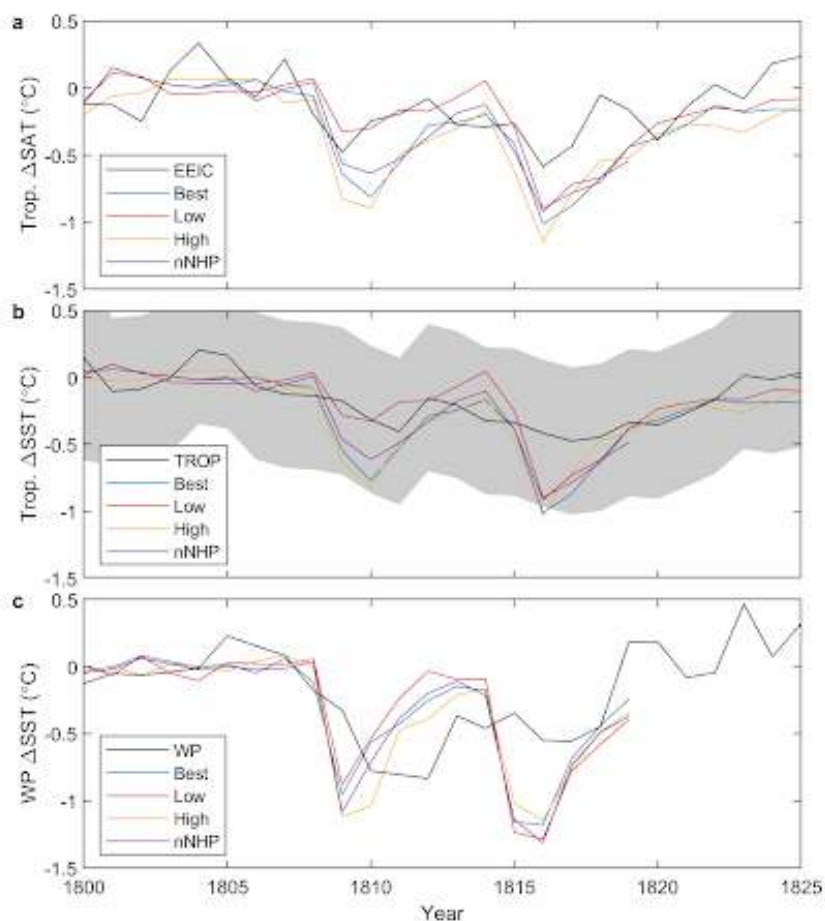 a
0.5
0
-0.5
-1
-1.5
Trop. ΔSAT (°C)
EEIC
Best
Low
High
nNHP
b
0.5
0
-0.5
-1
-1.5
Trop. ΔSST (°C)
TROP
Best
Low
High
nNHP
c
0.5
0
-0.5
-1
-1.5
WP ΔSST (°C)
WP
Best
Low
High
nNHP
1800 1805 1810 1815 1820 1825
Year